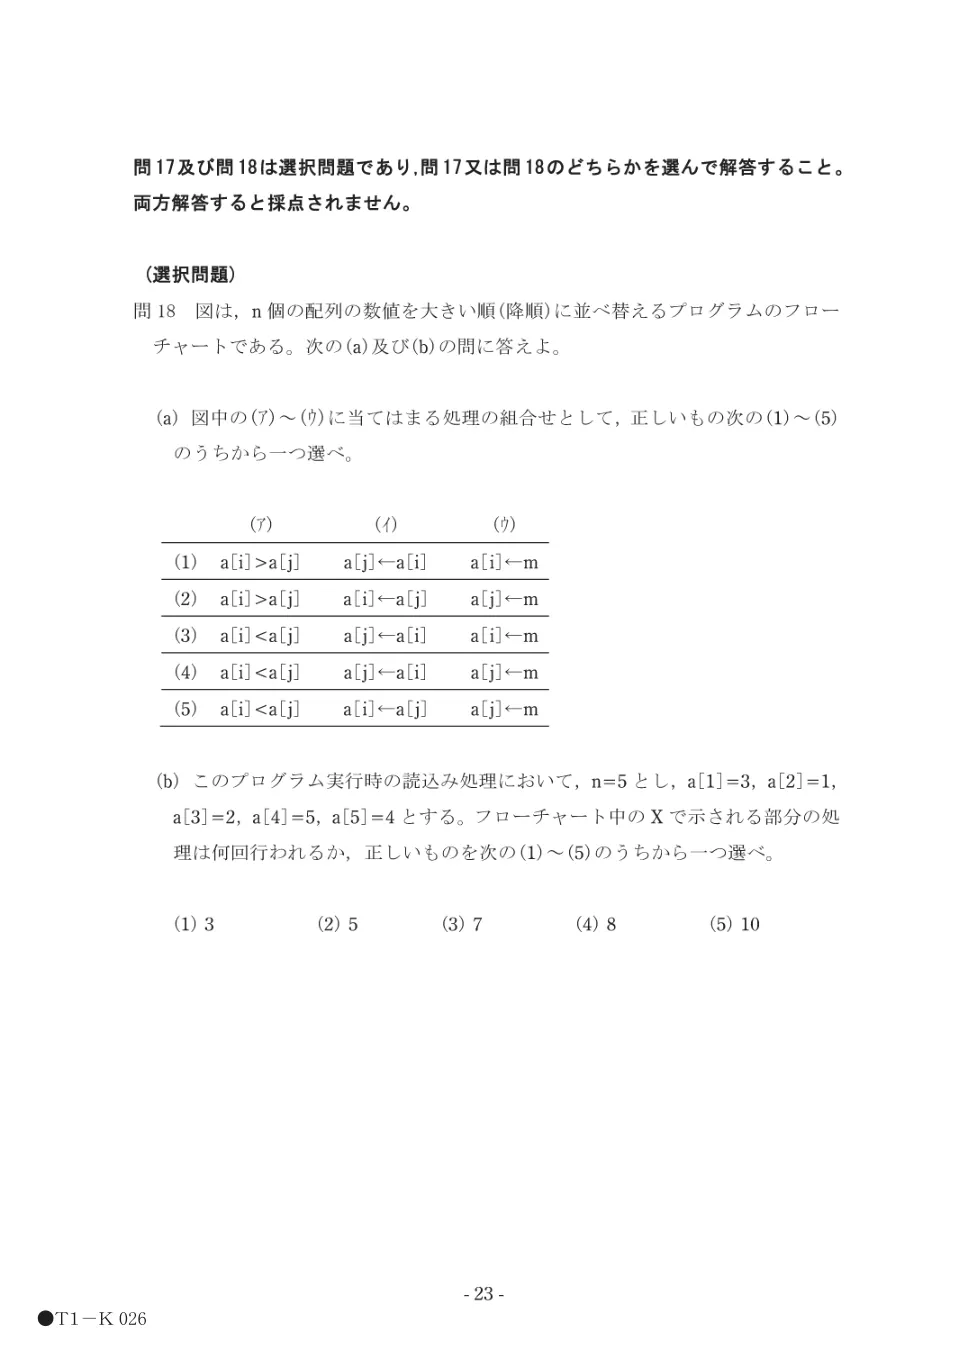 問17及び問18は選択問題であり,問17又は問18のどちらかを選んで解答すること。
両方解答すると採点されません。
(選択問題)
問18 図は，n 個の配列の数値を大きい順(降順)に並べ替えるプログラムのフロー
チャートである。次の(a)及び(b)の問に答えよ。
(a) 図中の(ｱ)～(ｳ)に当てはまる処理の組合せとして，正しいもの次の(1)～(5)
のうちから一つ選べ。
(ｱ) (ｲ) (ｳ)
(1) a[i]>a[j] a[j]←a[i] a[i]←m
(2) a[i]>a[j] a[i]←a[j] a[j]←m
(3) a[i]<a[j] a[j]←a[i] a[i]←m
(4) a[i]<a[j] a[j]←a[i] a[j]←m
(5) a[i]<a[j] a[i]←a[j] a[j]←m
(b) このプログラム実行時の読込み処理において，n=5 とし，a[1]=3，a[2]=1，
a[3]=2，a[4]=5，a[5]=4 とする。フローチャート中の X で示される部分の処
理は何回行われるか，正しいものを次の(1)～(5)のうちから一つ選べ。
(1) 3 (2) 5 (3) 7 (4) 8 (5) 10
- 23 -
●T1－K 026